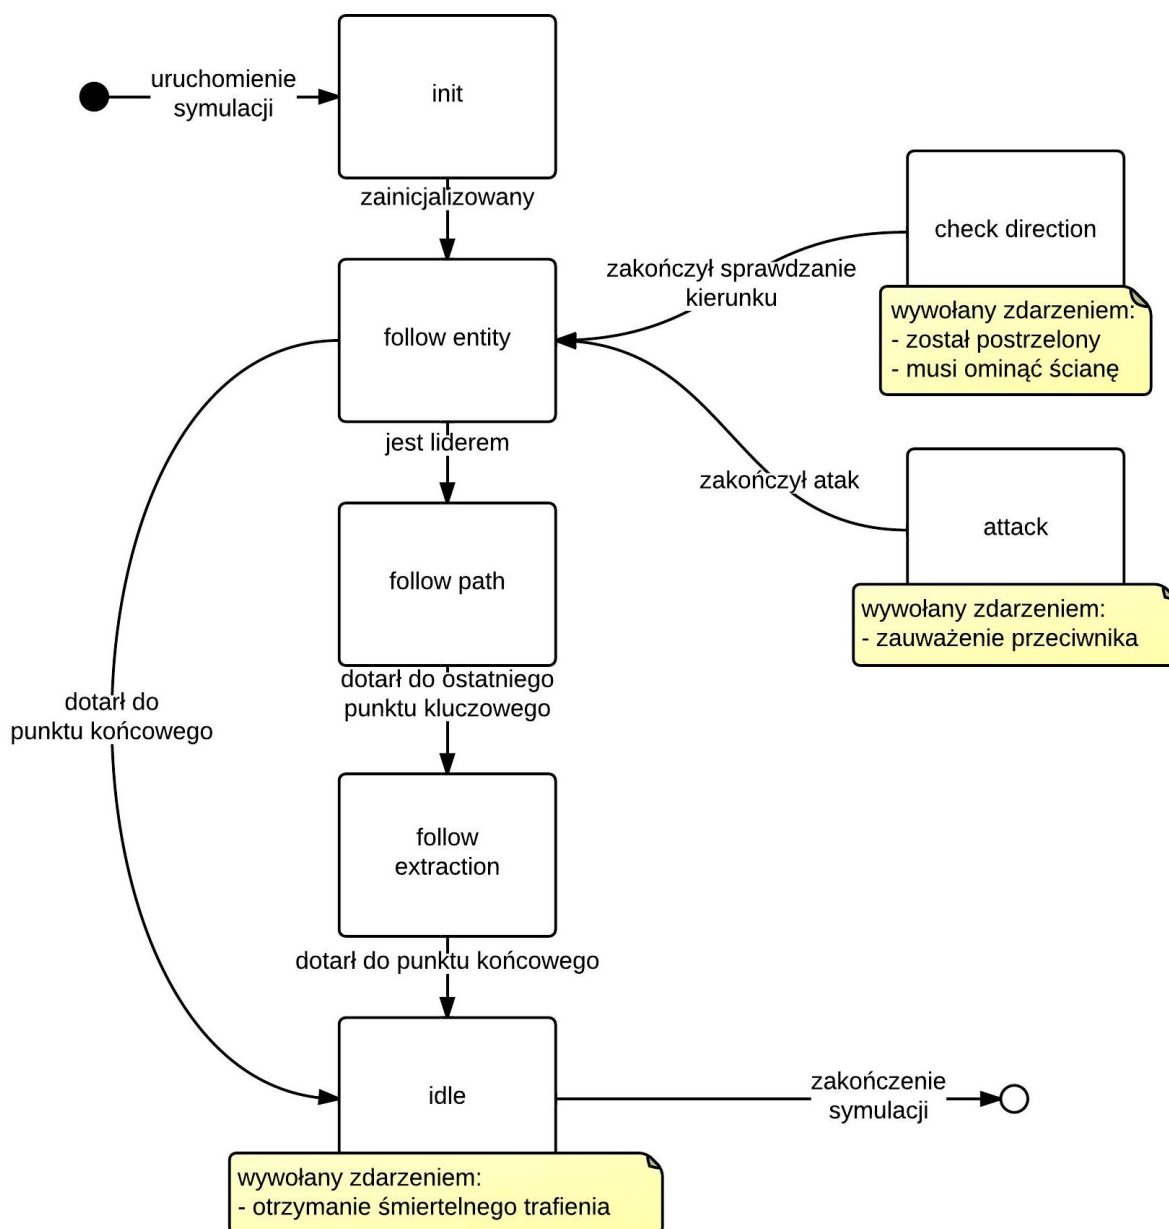 uruchomienie
symulacji
init
zainicjalizowany
check direction
zakończył sprawdzanie
kierunku
wywołany zdarzeniem:
- został postrzelony
- musi ominąć ścianę
follow entity
jest liderem
zakończył atak
attack
wywołany zdarzeniem:
- zauważenie przeciwnika
follow path
dotarł do ostatniego
punktu kluczowego
dotarł do
punktu końcowego
follow
extraction
dotarł do punktu końcowego
idle
zakończenie
symulacji
wywołany zdarzeniem:
- otrzymanie śmiertelnego trafienia